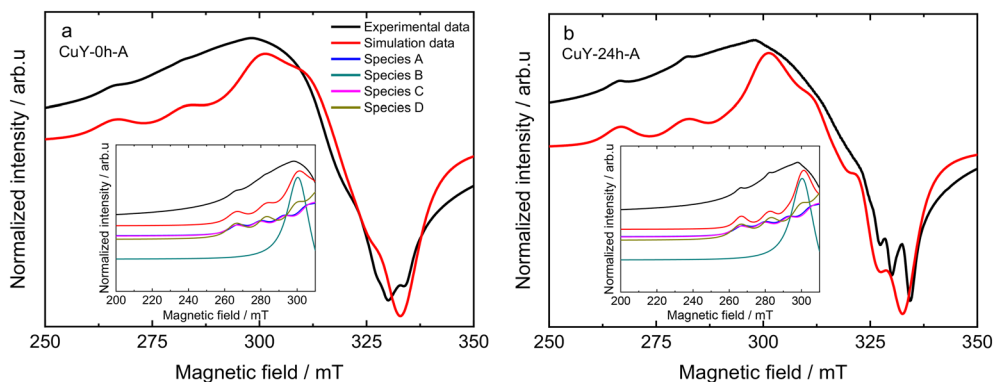 a
CuY-0h-A
Experimental data
Simulation data
Species A
Species B
Species C
Species D
Normalized intensity / arb.u
Normalized intensity / arb.u
200 220 240 260 280 300
Magnetic field / mT
250 275 300 325 350
Magnetic field / mT
b
CuY-24h-A
Normalized intensity / arb.u
Normalized intensity / arb.u
200 220 240 260 280 300
Magnetic field / mT
250 275 300 325 350
Magnetic field / mT